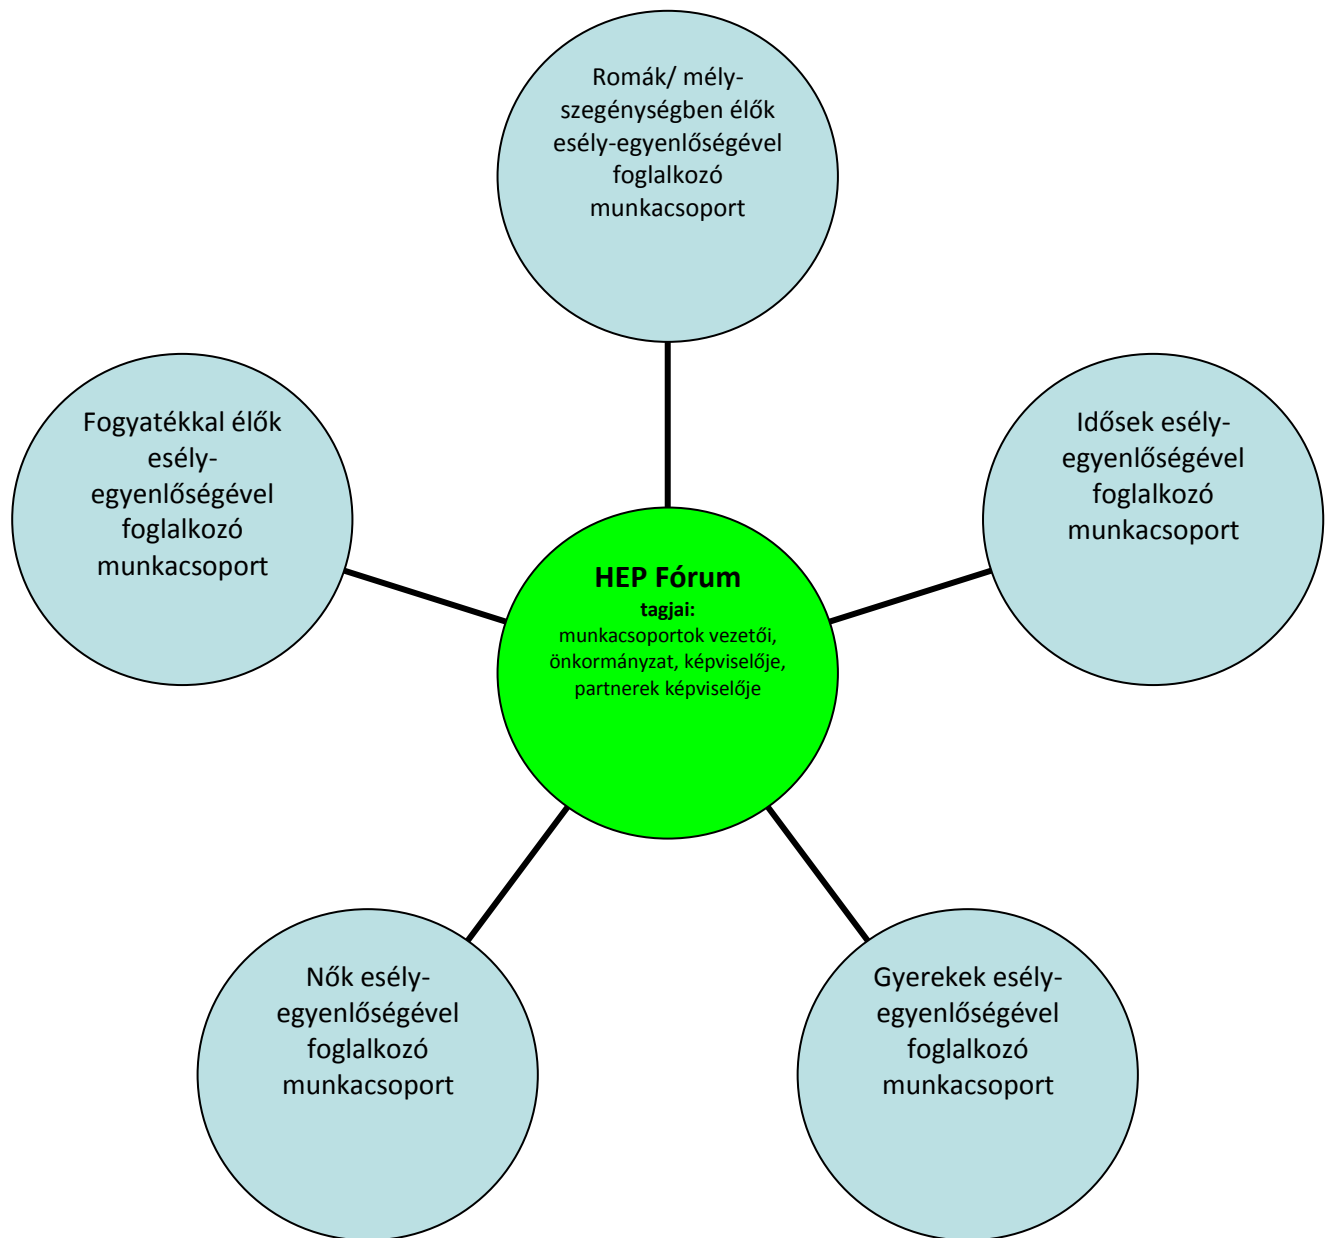 Romák/ mély-
szegénységben élők
esély-egyenlőségével
foglalkozó
munkacsoport
Fogyatékkal élők
esély-
egyenlőségével
foglalkozó
munkacsoport
Idősek esély-
egyenlőségével
foglalkozó
munkacsoport
HEP Fórum
tagjai:
munkacsoportok vezetői,
önkormányzat, képviselője,
partnerek képviselője
Nők esély-
egyenlőségével
foglalkozó
munkacsoport
Gyerekek esély-
egyenlőségével
foglalkozó
munkacsoport